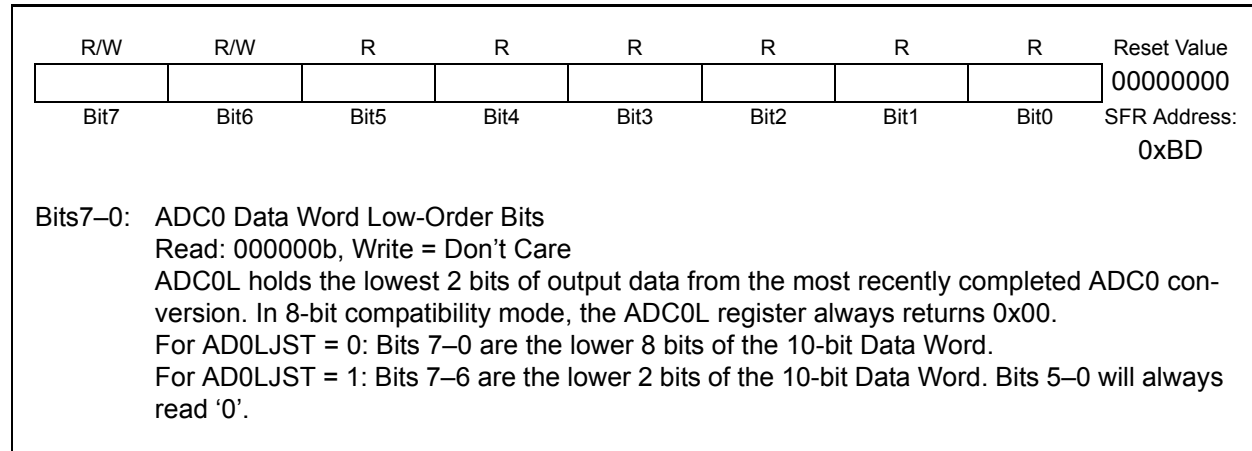 R/W R/W R R R R R R Reset Value
00000000
Bit7 Bit6 Bit5 Bit4 Bit3 Bit2 Bit1 Bit0 SFR Address:
0xBD
Bits7–0: ADC0 Data Word Low-Order Bits
Read: 000000b, Write = Don’t Care
ADC0L holds the lowest 2 bits of output data from the most recently completed ADC0 con-
version. In 8-bit compatibility mode, the ADC0L register always returns 0x00.
For AD0LJST = 0: Bits 7–0 are the lower 8 bits of the 10-bit Data Word.
For AD0LJST = 1: Bits 7–6 are the lower 2 bits of the 10-bit Data Word. Bits 5–0 will always
read ‘0’.